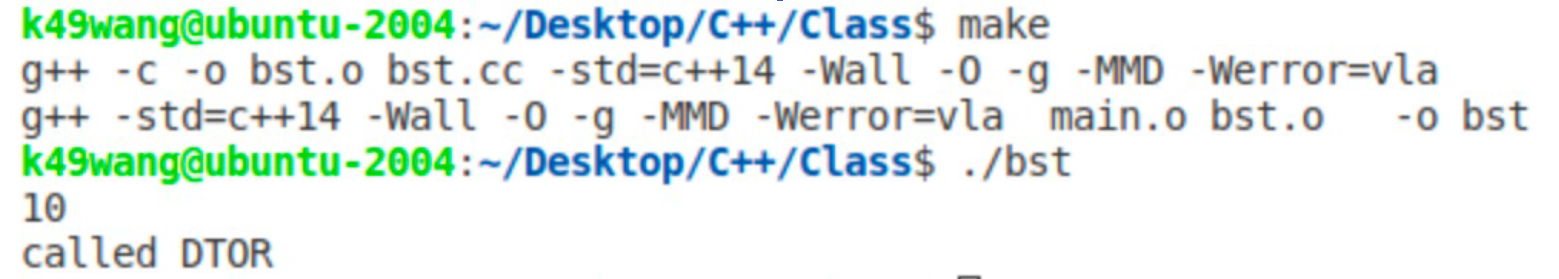 k49wang@ubuntu-2004:~/Desktop/C++/Class$ make
g++ -c -o bst.o bst.cc -std=c++14 -Wall -O -g -MMD -Werror=vla
g++ -std=c++14 -Wall -O -g -MMD -Werror=vla  main.o bst.o   -o bst
k49wang@ubuntu-2004:~/Desktop/C++/Class$ ./bst
10
called DTOR